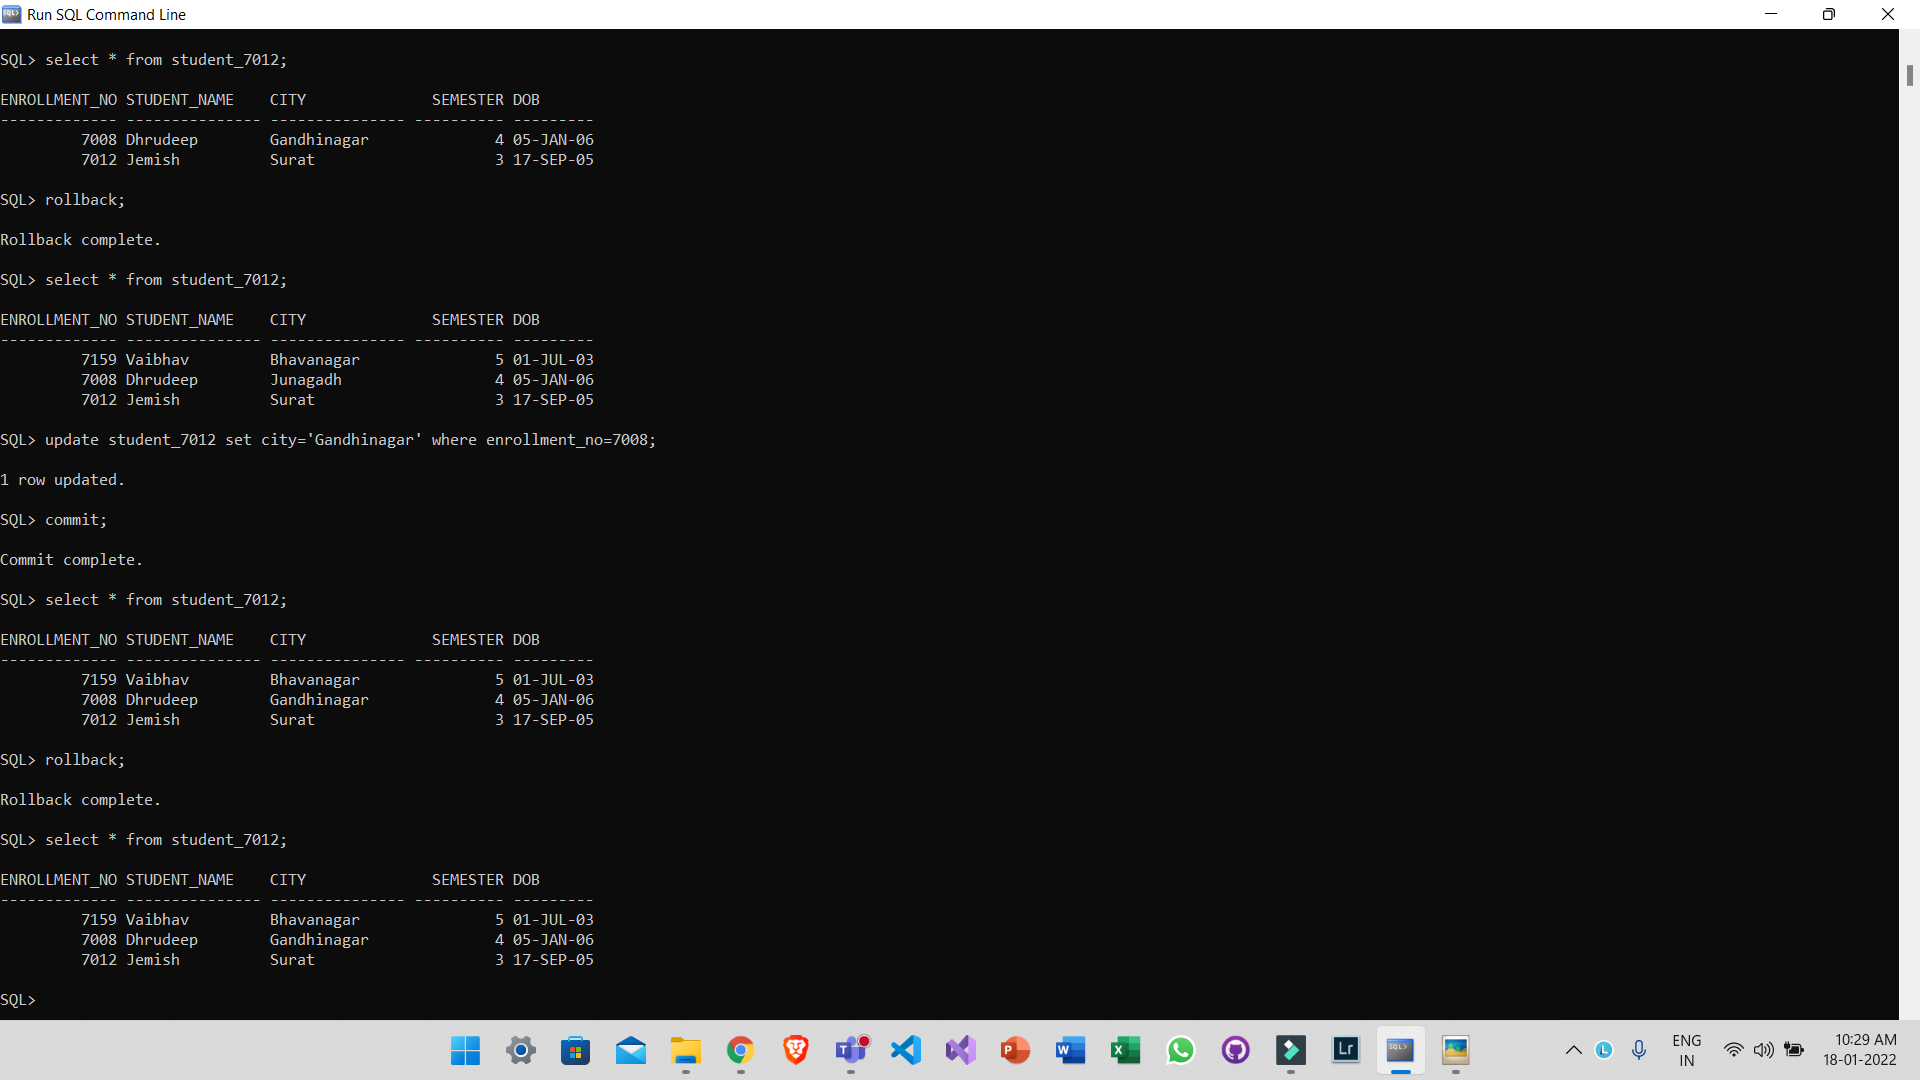 Run SQL Command Line
SQL> select * from student_7012;
ENROLLMENT_NO STUDENT_NAME    CITY              SEMESTER DOB
------------- --------------- --------------- ---------- ---------
         7008 Dhrudeep        Gandhinagar              4 05-JAN-06
         7012 Jemish          Surat                    3 17-SEP-05
SQL> rollback;
Rollback complete.
SQL> select * from student_7012;
ENROLLMENT_NO STUDENT_NAME    CITY              SEMESTER DOB
------------- --------------- --------------- ---------- ---------
         7159 Vaibhav         Bhavanagar               5 01-JUL-03
         7008 Dhrudeep        Junagadh                 4 05-JAN-06
         7012 Jemish          Surat                    3 17-SEP-05
SQL> update student_7012 set city='Gandhinagar' where enrollment_no=7008;
1 row updated.
SQL> commit;
Commit complete.
SQL> select * from student_7012;
ENROLLMENT_NO STUDENT_NAME    CITY              SEMESTER DOB
------------- --------------- --------------- ---------- ---------
         7159 Vaibhav         Bhavanagar               5 01-JUL-03
         7008 Dhrudeep        Gandhinagar              4 05-JAN-06
         7012 Jemish          Surat                    3 17-SEP-05
SQL> rollback;
Rollback complete.
SQL> select * from student_7012;
ENROLLMENT_NO STUDENT_NAME    CITY              SEMESTER DOB
------------- --------------- --------------- ---------- ---------
         7159 Vaibhav         Bhavanagar               5 01-JUL-03
         7008 Dhrudeep        Gandhinagar              4 05-JAN-06
         7012 Jemish          Surat                    3 17-SEP-05
SQL>
Lr
ENG
IN
10:29 AM
18-01-2022